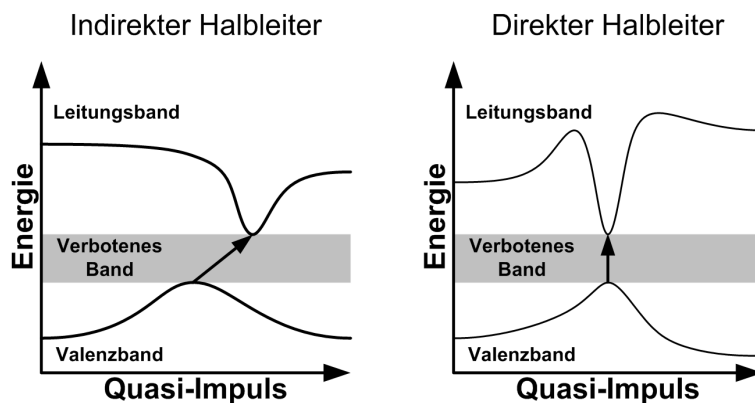 Indirekter Halbleiter
Leitungsband
Verbotenes
Band
Valenzband
Energie
Quasi-Impuls
Direkter Halbleiter
Leitungsband
Verbotenes
Band
Valenzband
Energie
Quasi-Impuls